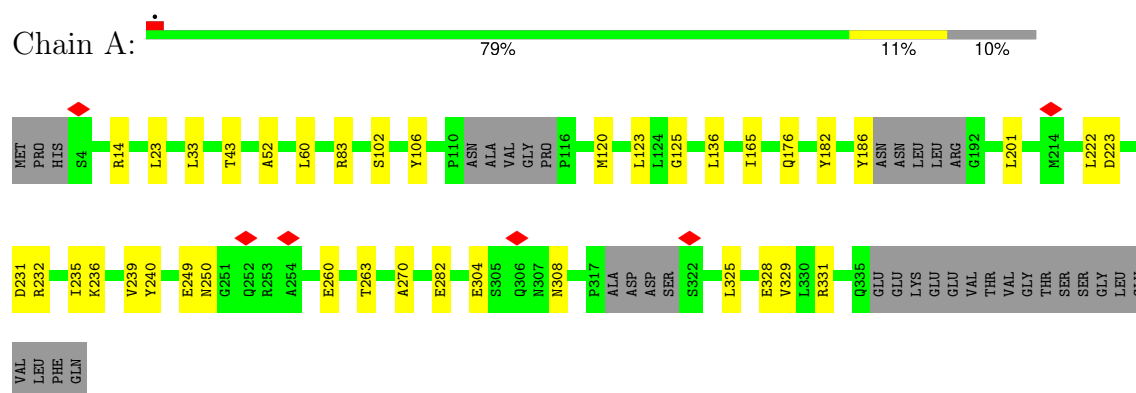 Chain A:
79% 11% 10%
MET PRO HIS S4 R14 L23 L33 T43 A52 L60 R83 S102 Y106 P110 ASN ALA VAL GLY PRO P116 M120 L123 L124 G125 L136 I165 Q176 Y182 Y186 ASN ASN LEU LEU ARG G192 L201 M214 L222 D223
D231 R232 I235 K236 V239 Y240 E249 N250 G251 Q252 R253 A254 E260 T263 A270 E282 E304 S305 Q306 N307 N308 P317 ALA ASP ASP SER S322 L325 E328 V329 L330 R331 Q335 GLU GLU LYS GLU GLU VAL THR VAL GLY THR SER SER GLY LEU
VAL LEU PHE GLN